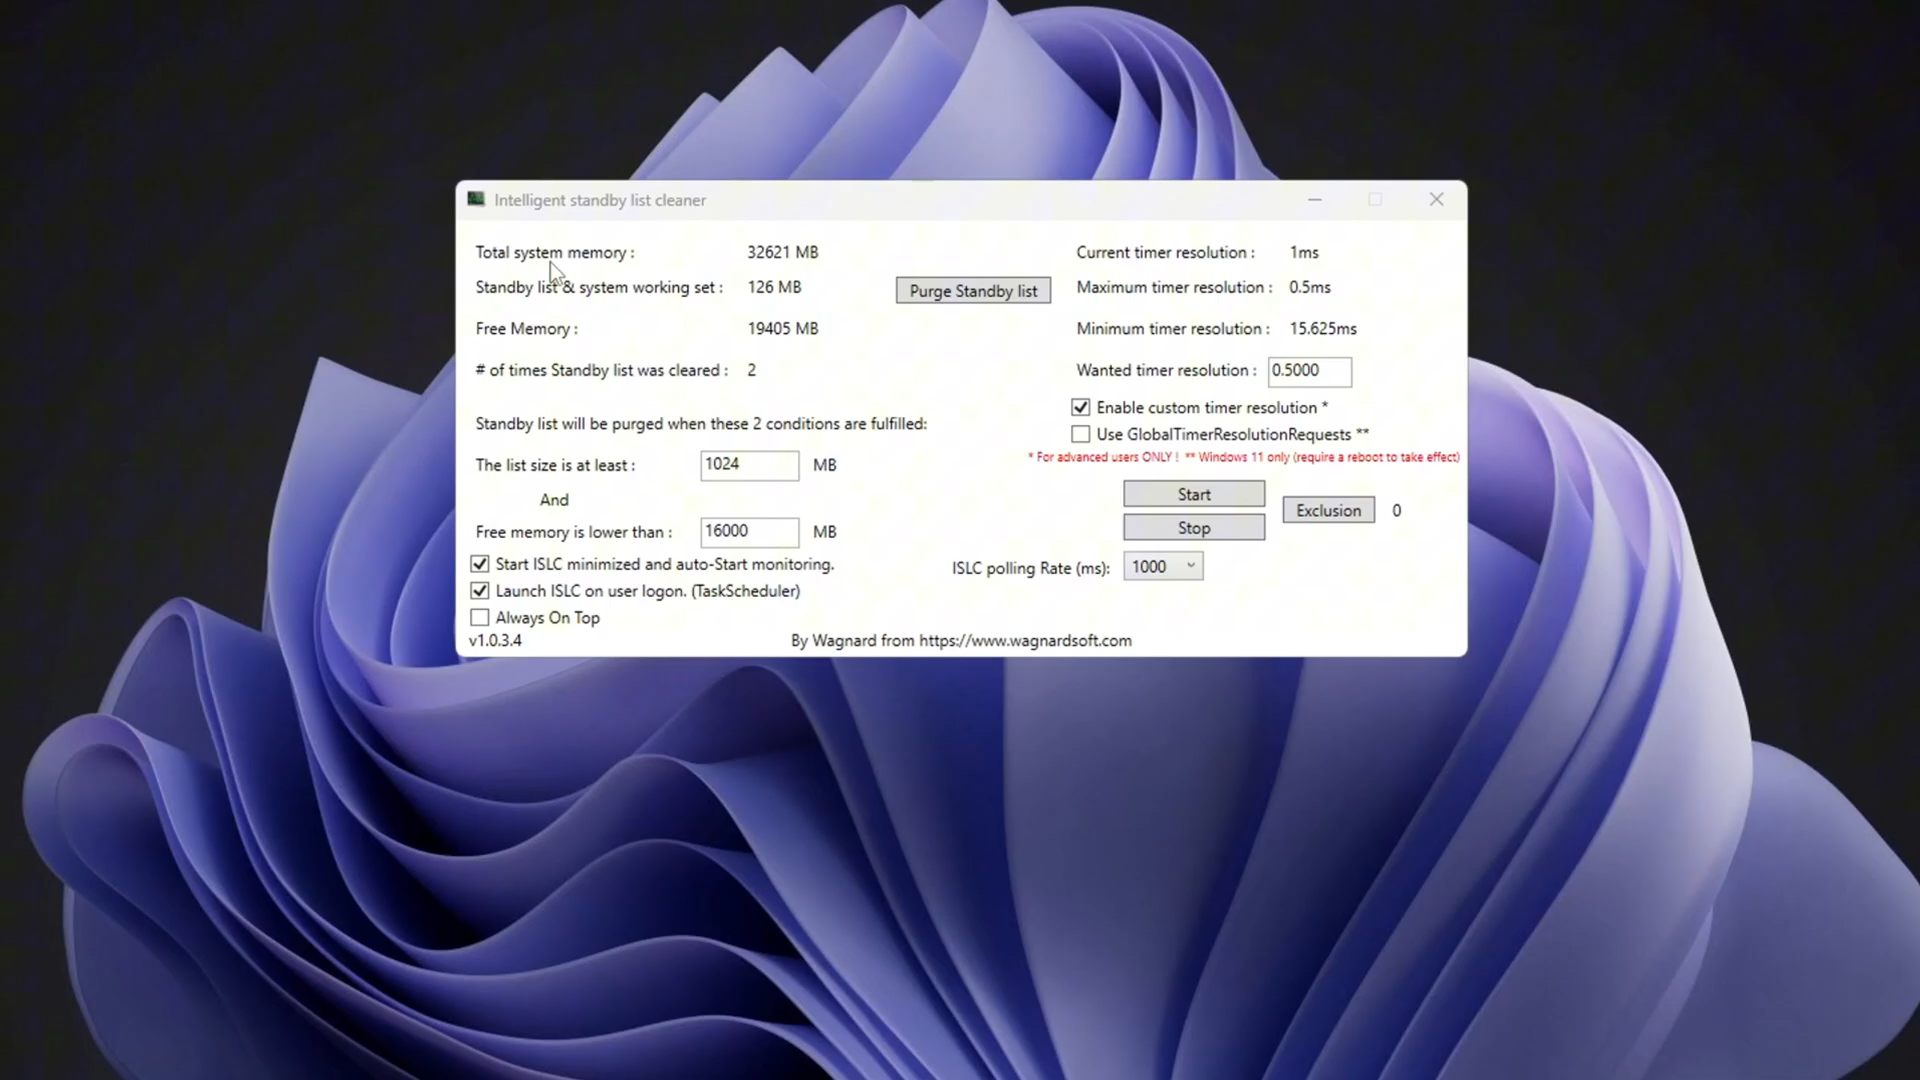 Intelligent standby list cleaner
Total system memory : 32621 MB
Standby list & system working set : 126 MB
Purge Standby list
Free Memory : 19405 MB
# of times Standby list was cleared : 2
Standby list will be purged when these 2 conditions are fulfilled:
The list size is at least : 1024 MB
And
Free memory is lower than : 16000 MB
Start ISLC minimized and auto-Start monitoring.
Launch ISLC on user logon. (TaskScheduler)
Always On Top
v1.0.3.4
Current timer resolution : 1ms
Maximum timer resolution : 0.5ms
Minimum timer resolution : 15.625ms
Wanted timer resolution : 0.5000
Enable custom timer resolution *
Use GlobalTimerResolutionRequests **
* For advanced users ONLY ! ** Windows 11 only (require a reboot to take effect)
Start
Stop
Exclusion 0
ISLC polling Rate (ms): 1000
By Wagnard from https://www.wagnardsoft.com